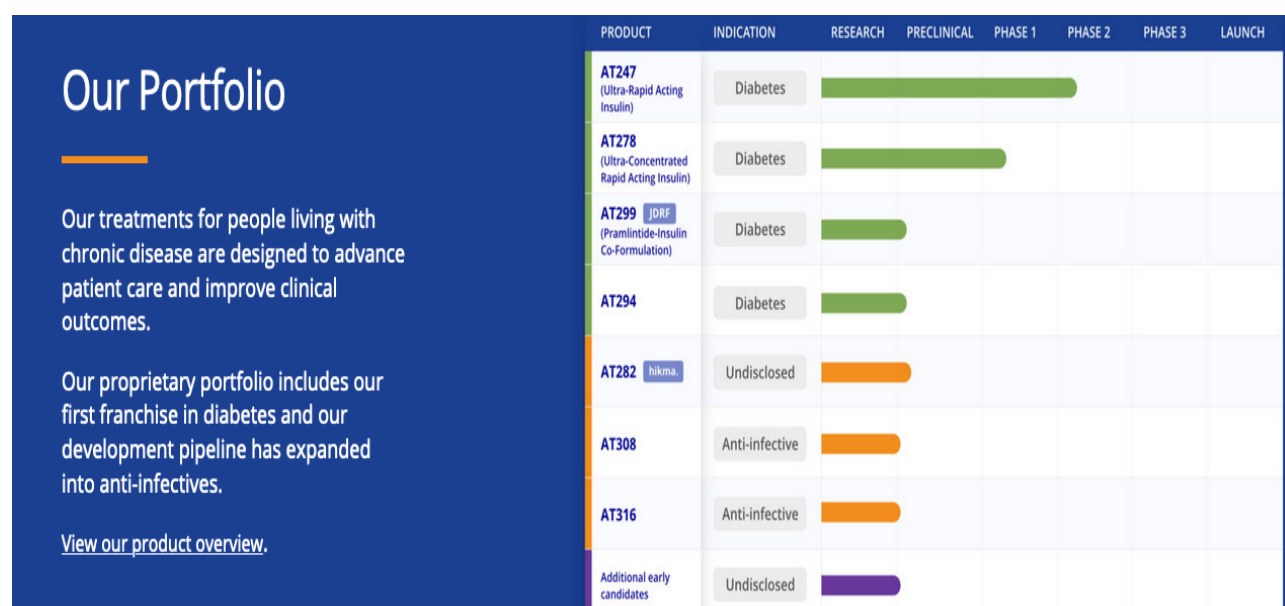 Our Portfolio
Our treatments for people living with
chronic disease are designed to advance
patient care and improve clinical
outcomes.
Our proprietary portfolio includes our
first franchise in diabetes and our
development pipeline has expanded
into anti-infectives.
View our product overview.
PRODUCT INDICATION RESEARCH PRECLINICAL PHASE 1 PHASE 2 PHASE 3 LAUNCH
AT247
(Ultra-Rapid Acting
Insulin)
Diabetes
AT278
(Ultra-Concentrated
Rapid Acting Insulin)
Diabetes
AT299 JDRF
(Pramlintide-Insulin
Co-Formulation)
Diabetes
AT294 Diabetes
AT282 hikma. Undisclosed
AT308 Anti-infective
AT316 Anti-infective
Additional early
candidates
Undisclosed